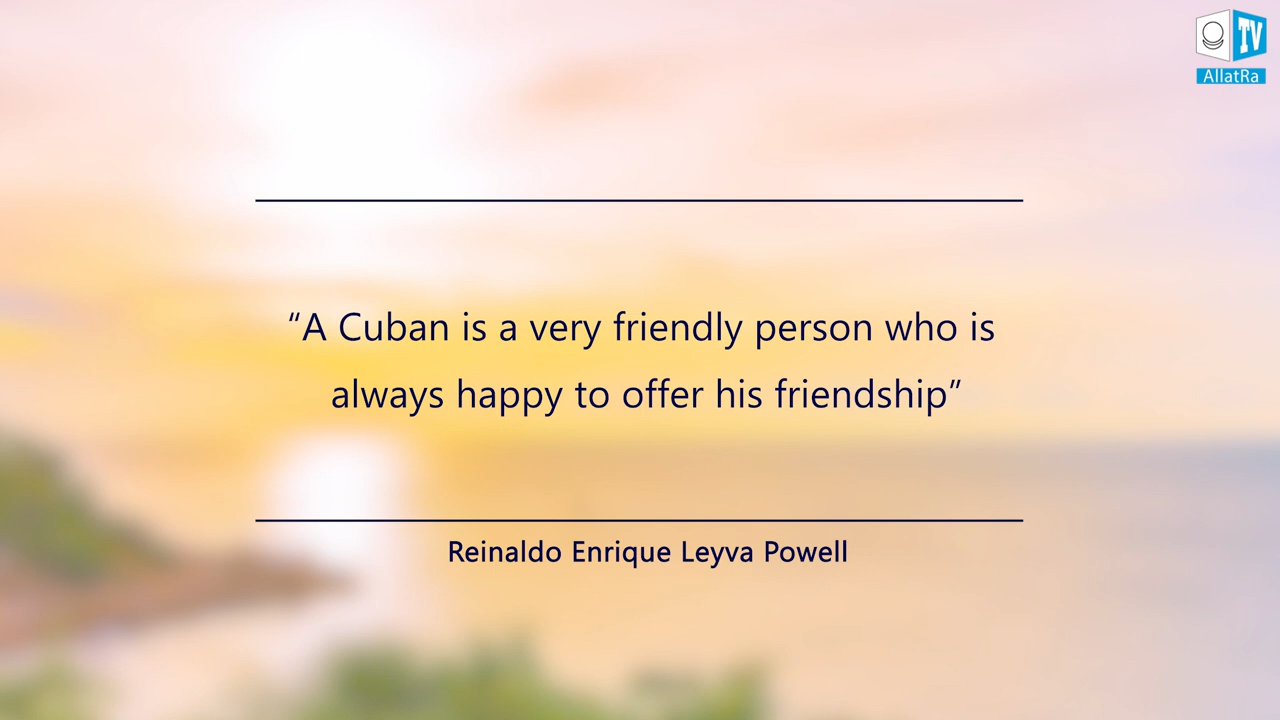 TV
AllatRa
“A Cuban is a very friendly person who is
always happy to offer his friendship”
Reinaldo Enrique Leyva Powell